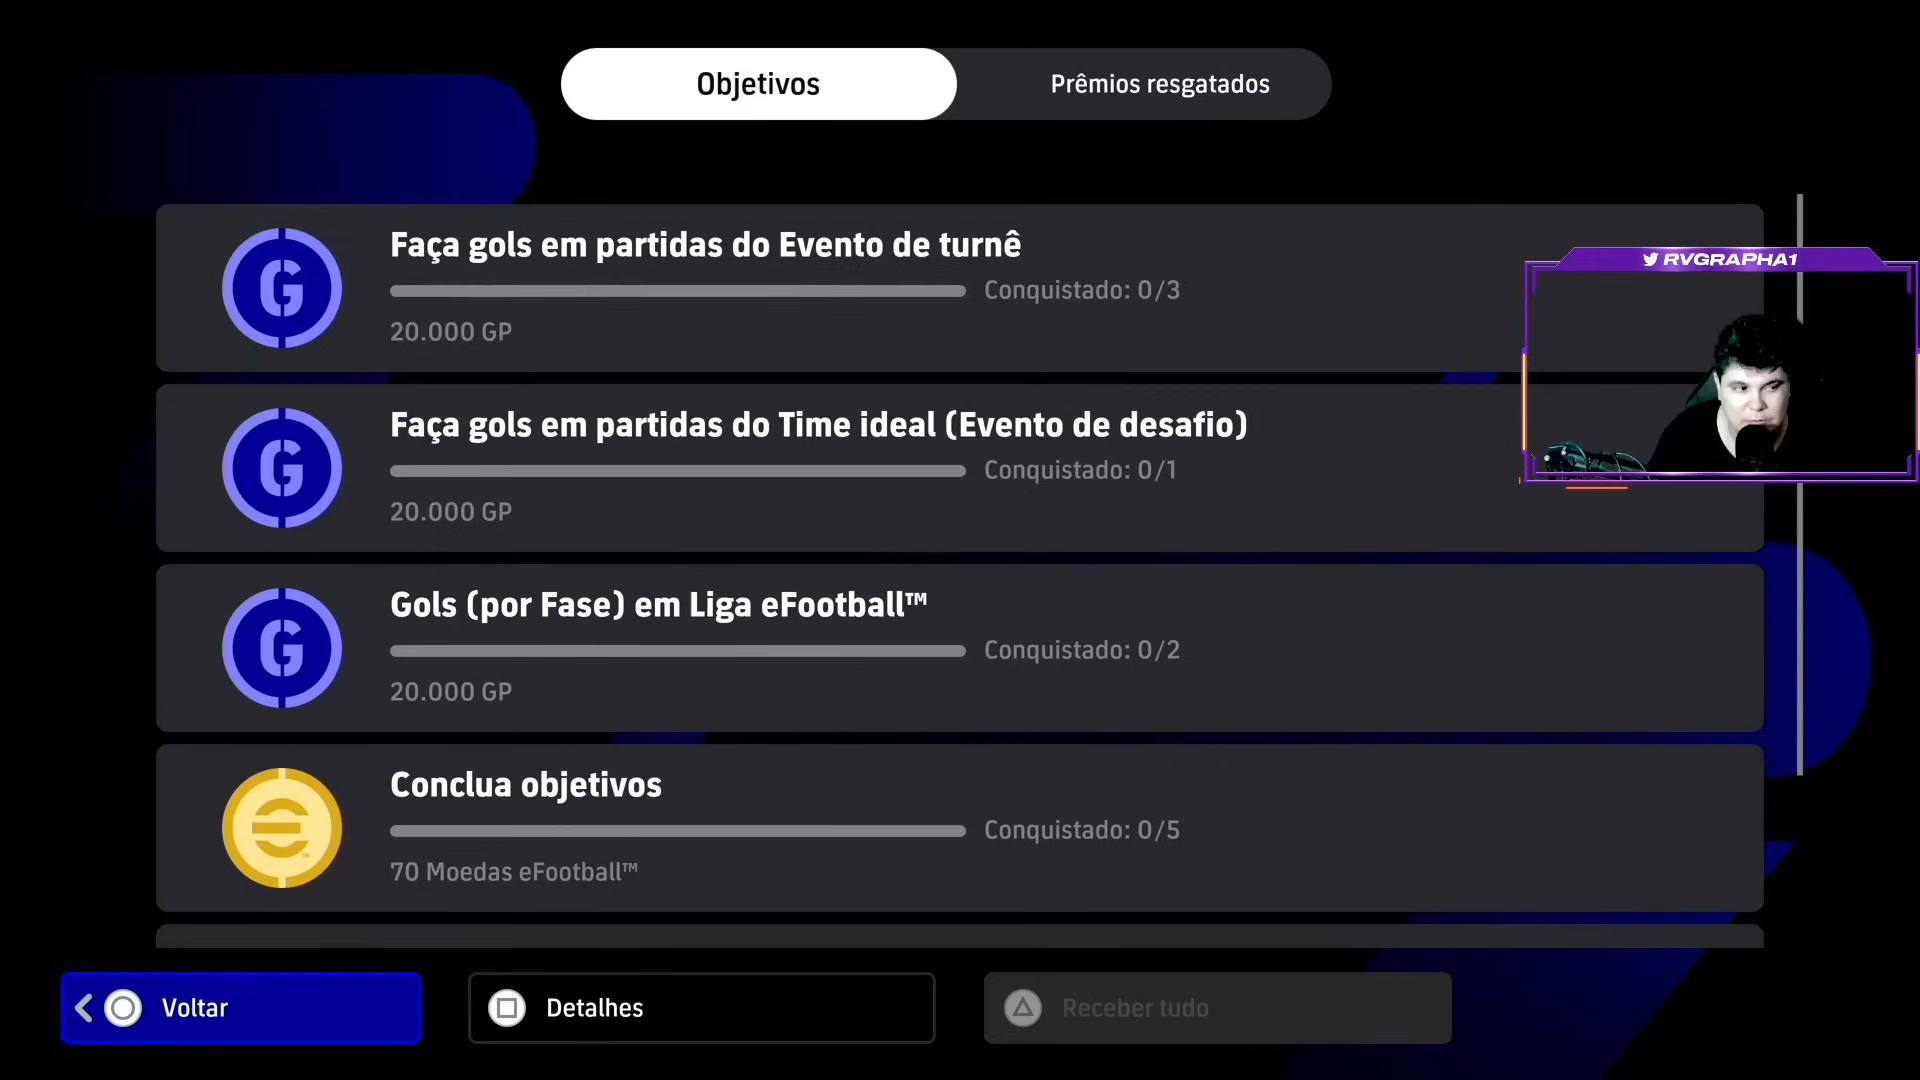 Objetivos
Prêmios resgatados
Faça gols em partidas do Evento de turnê
Conquistado: 0/3
20.000 GP
RVGRAPHA1
Faça gols em partidas do Time ideal (Evento de desafio)
Conquistado: 0/1
20.000 GP
Gols (por Fase) em Liga eFootball™
Conquistado: 0/2
20.000 GP
Conclua objetivos
Conquistado: 0/5
70 Moedas eFootball™
Voltar
Detalhes
Receber tudo